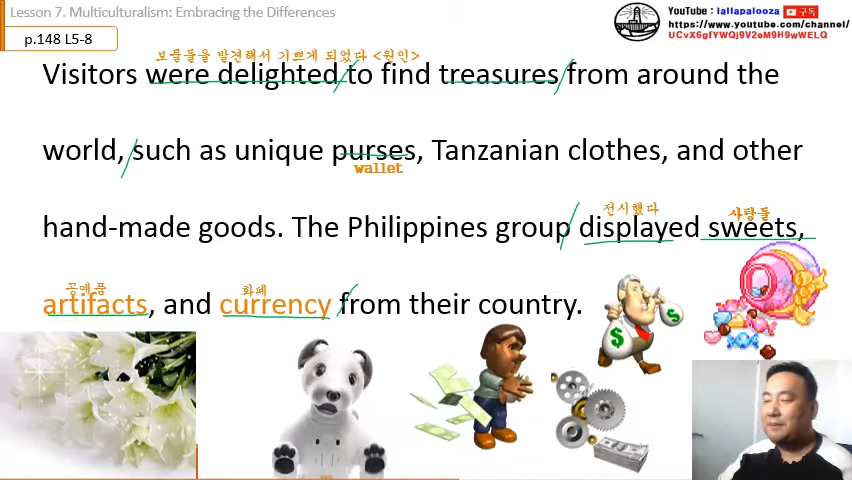 Lesson 7. Multiculturalism: Embracing the Differences
YouTube : lallapalooza 구독
https://www.youtube.com/channel/
UCvX6gfYWQj9V2eM9H9wWELQ
p.148 L5-8
보물들을 발견해서 기쁘게 되었다 <원인>
Visitors were delighted to find treasures from around the
world, such as unique purses, Tanzanian clothes, and other
wallet
전시했다 사탕들
hand-made goods. The Philippines group displayed sweets,
공예품 화폐
artifacts, and currency from their country.
$ $